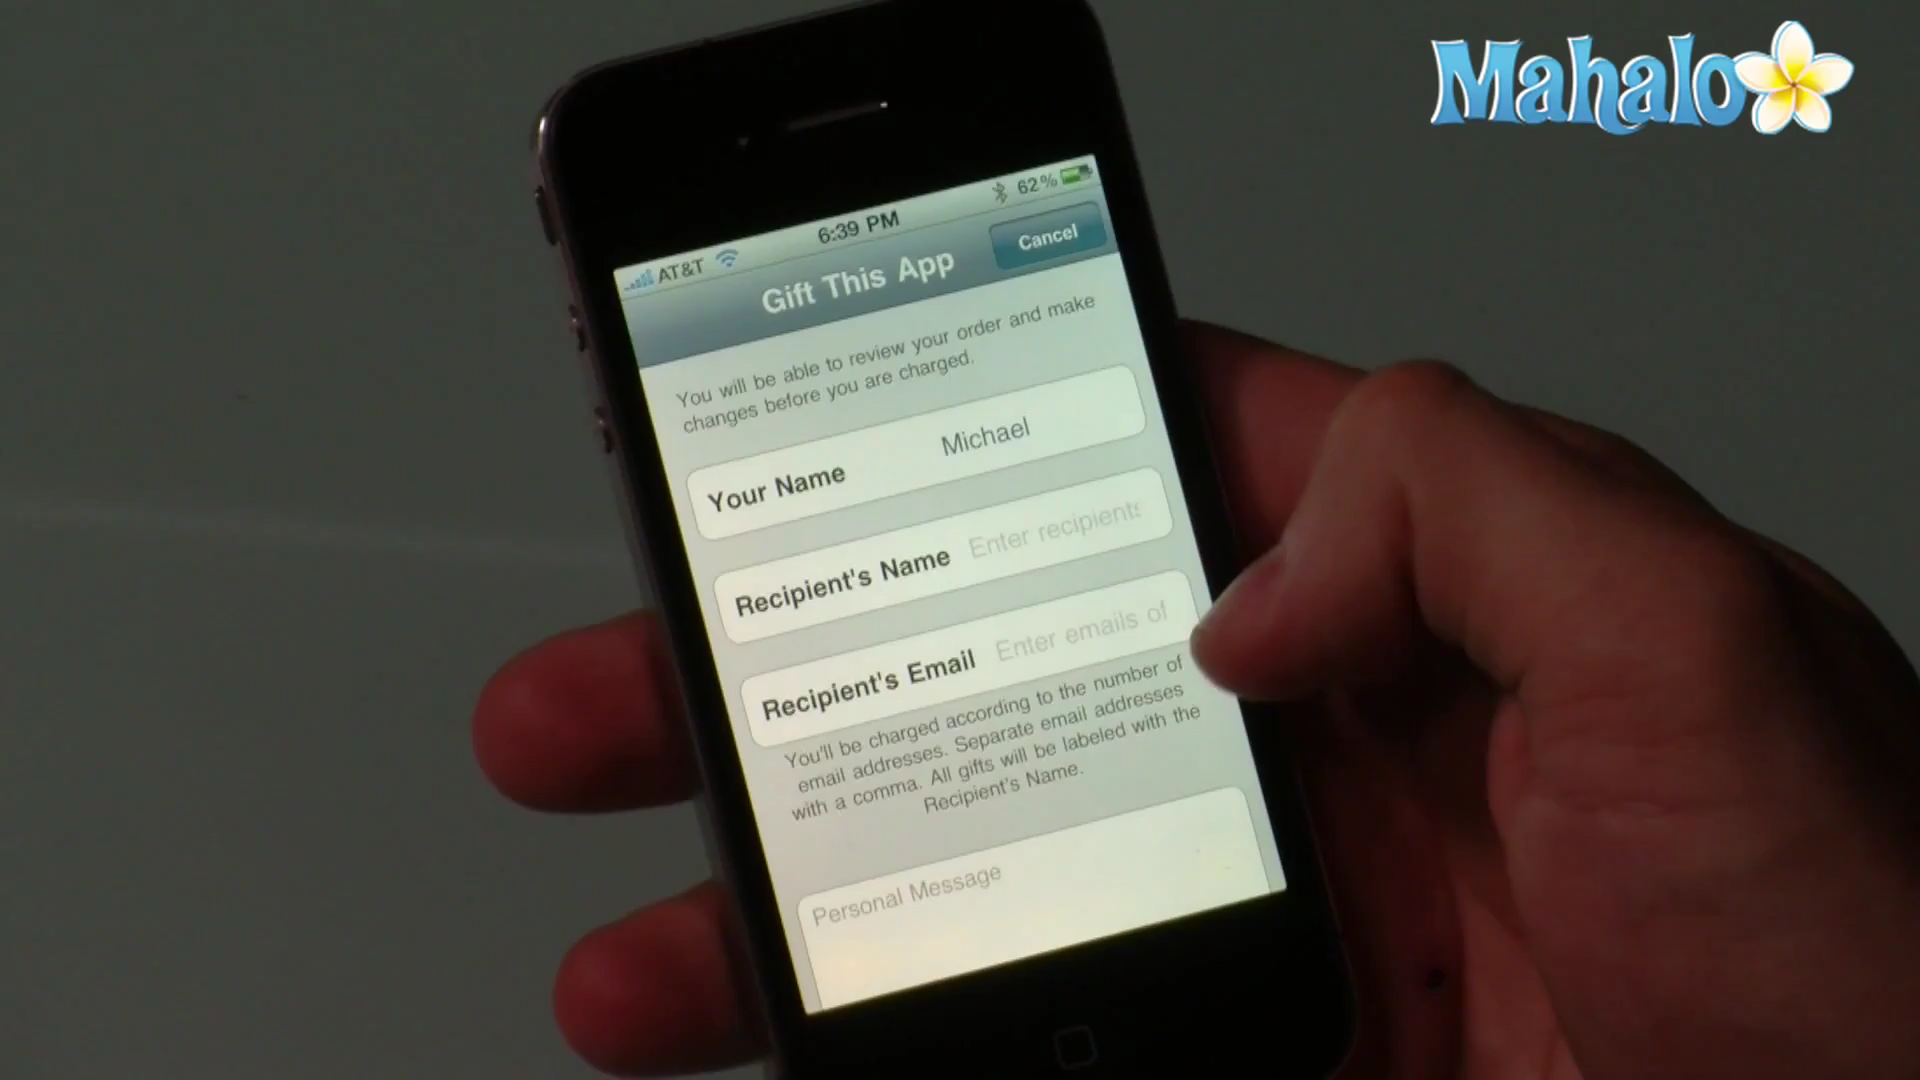 Mahalo
AT&T
6:39 PM
62%
Gift This App
Cancel
You will be able to review your order and make
changes before you are charged.
Your Name Michael
Recipient's Name Enter recipients
Recipient's Email Enter emails of
You'll be charged according to the number of
email addresses. Separate email addresses
with a comma. All gifts will be labeled with the
Recipient's Name.
Personal Message